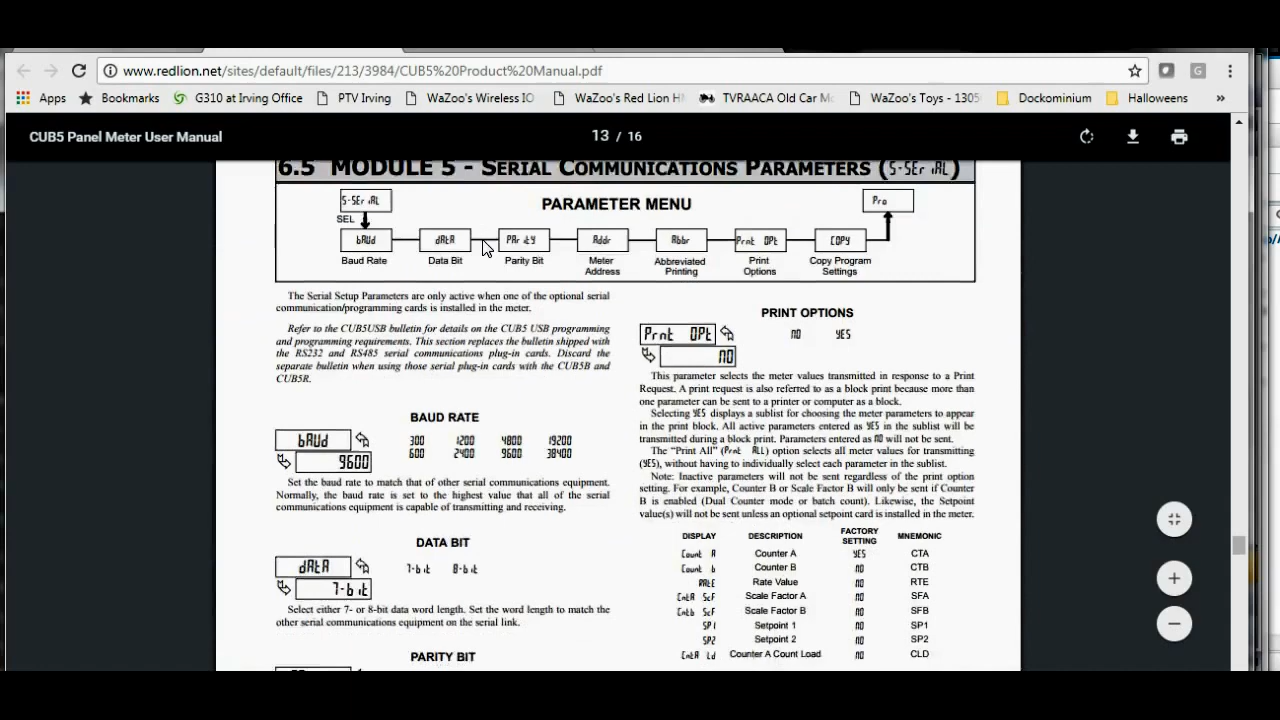 www.redlion.net/sites/default/files/213/3984/CUB5%20Product%20Manual.pdf
Apps Bookmarks G310 at Irving Office PTV Irving WaZoo's Wireless IO WaZoo's Red Lion H TVRAACA Old Car M WaZoo's Toys - 1305 Dockominium Halloweens »
CUB5 Panel Meter User Manual
13 / 16
6.5 MODULE 5 - SERIAL COMMUNICATIONS PARAMETERS (5-SErIAL)
5-SErIAL
PARAMETER MENU
Pro
SEL
bAUd dAtA PAritY Addr Abbr Prnt OPt COPY
Baud Rate Data Bit Parity Bit Meter Address Abbreviated Printing Print Options Copy Program Settings
The Serial Setup Parameters are only active when one of the optional serial
communication/programming cards is installed in the meter.
Refer to the CUB5USB bulletin for details on the CUB5 USB programming
and programming requirements. This section replaces the bulletin shipped with
the RS232 and RS485 serial communications plug-in cards. Discard the
separate bulletin when using those serial plug-in cards with the CUB5B and
CUB5R.
BAUD RATE
bAUd
9600
300 1200 4800 19200
600 2400 9600 38400
Set the baud rate to match that of other serial communications equipment.
Normally, the baud rate is set to the highest value that all of the serial
communications equipment is capable of transmitting and receiving.
DATA BIT
dAtA
7-bit
7-bit 8-bit
Select either 7- or 8-bit data word length. Set the word length to match the
other serial communications equipment on the serial link.
PARITY BIT
PRINT OPTIONS
Prnt OPt
NO
NO YES
This parameter selects the meter values transmitted in response to a Print
Request. A print request is also referred to as a block print because more than
one parameter can be sent to a printer or computer as a block.
Selecting YES displays a sublist for choosing the meter parameters to appear
in the print block. All active parameters entered as YES in the sublist will be
transmitted during a block print. Parameters entered as NO will not be sent.
The “Print All” (Prnt ALL) option selects all meter values for transmitting
(YES), without having to individually select each parameter in the sublist.
Note: Inactive parameters will not be sent regardless of the print option
setting. For example, Counter B or Scale Factor B will only be sent if Counter
B is enabled (Dual Counter mode or batch count). Likewise, the Setpoint
value(s) will not be sent unless an optional setpoint card is installed in the meter.
DISPLAY DESCRIPTION FACTORY SETTING MNEMONIC
Count A Counter A YES CTA
Count b Counter B NO CTB
RAtE Rate Value NO RTE
CntA ScF Scale Factor A NO SFA
Cntb ScF Scale Factor B NO SFB
SP1 Setpoint 1 NO SP1
SP2 Setpoint 2 NO SP2
CntA Ld Counter A Count Load NO CLD